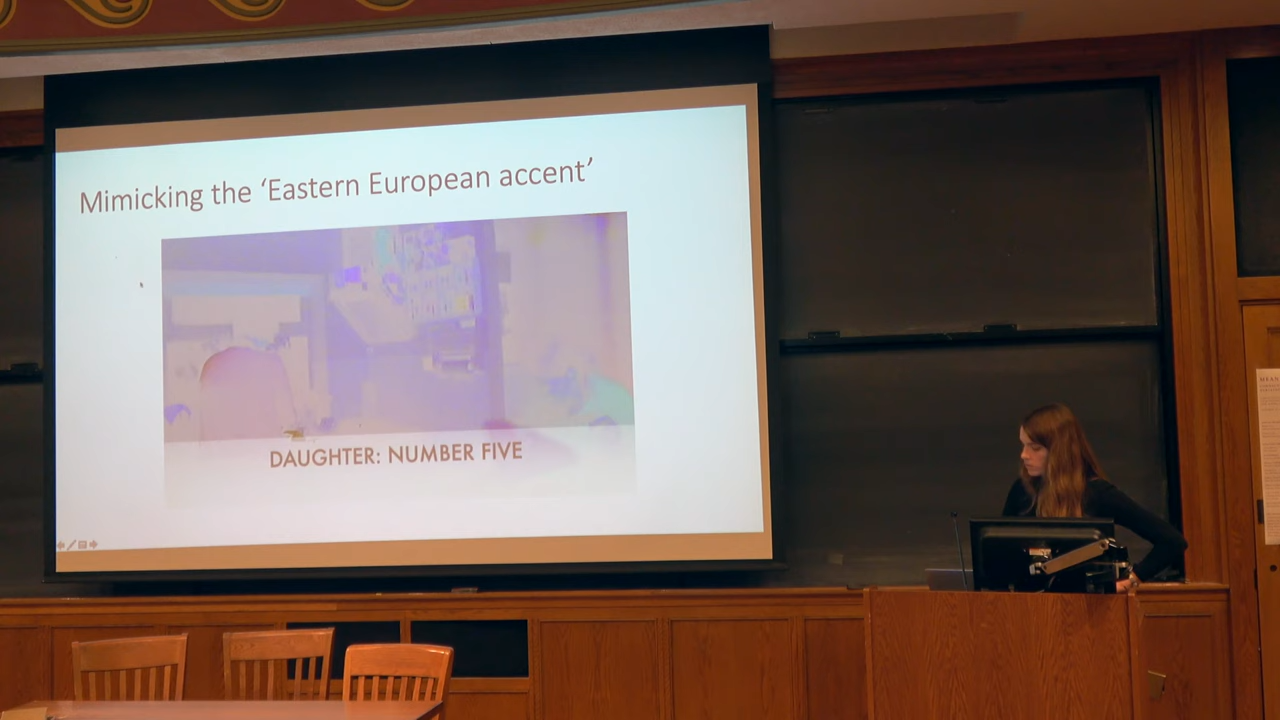 Mimicking the ‘Eastern European accent’
DAUGHTER: NUMBER FIVE